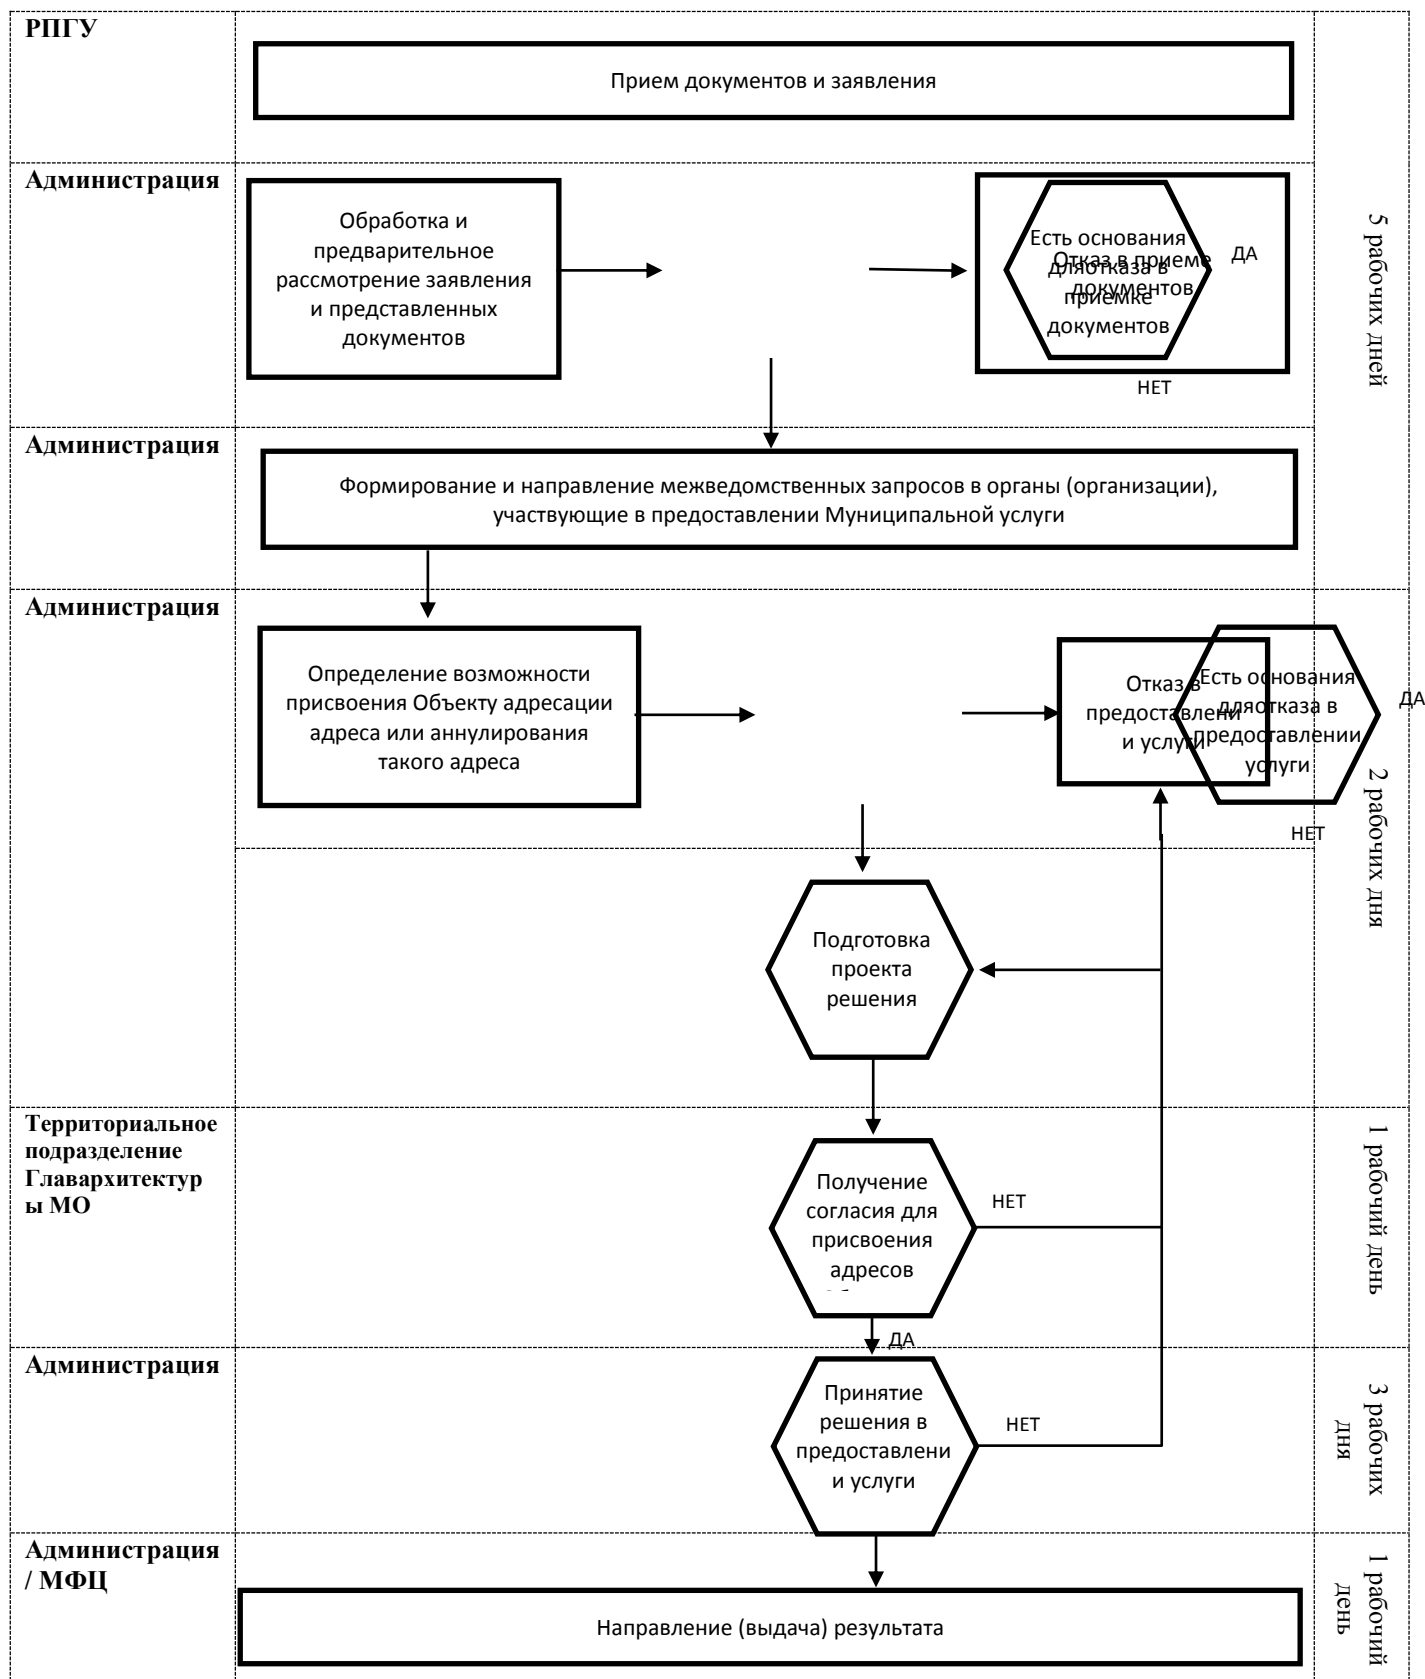 РПГУ
Прием документов и заявления
Администрация
Обработка и
предварительное
рассмотрение заявления
и представленных
документов
Есть основания
дляотказа в
приемке
документов
Отказ в приеме
документов
ДА
НЕТ
5 рабочих дней
Администрация
Формирование и направление межведомственных запросов в органы (организации),
участвующие в предоставлении Муниципальной услуги
Администрация
Определение возможности
присвоения Объекту адресации
адреса или аннулирования
такого адреса
Отказ в
предоставлени
и услуги
Есть основания
дляотказа в
предоставлении
услуги
ДА
НЕТ
2 рабочих дня
Подготовка
проекта
решения
Территориальное
подразделение
Главархитектур
ы МО
Получение
согласия для
присвоения
адресов
НЕТ
ДА
1 рабочий день
Администрация
Принятие
решения в
предоставлени
и услуги
НЕТ
3 рабочих
дня
Администрация
/ МФЦ
Направление (выдача) результата
1 рабочий
день